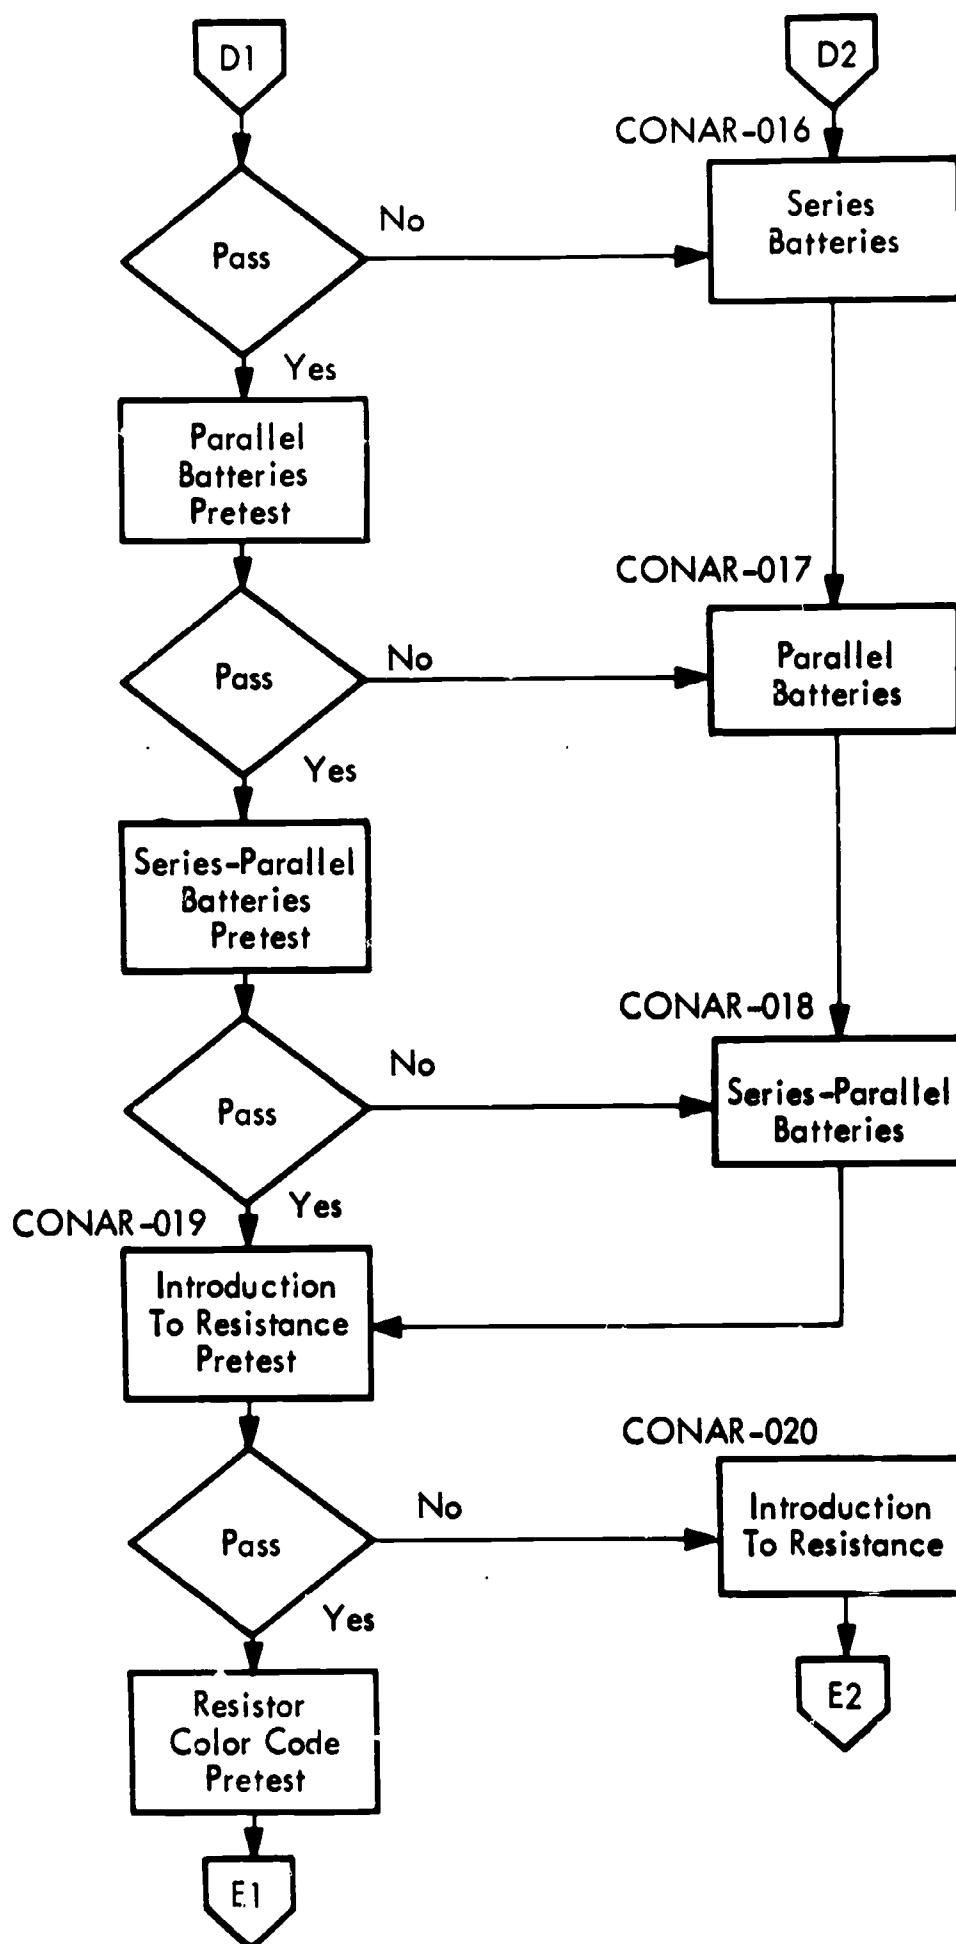 D1
D2
CONAR-016
Pass
No
Series
Batteries
Yes
Parallel
Batteries
Pretest
CONAR-017
Pass
No
Parallel
Batteries
Yes
Series-Parallel
Batteries
Pretest
CONAR-018
Pass
No
Series-Parallel
Batteries
Yes
CONAR-019
Introduction
To Resistance
Pretest
CONAR-020
Pass
No
Introduction
To Resistance
Yes
Resistor
Color Code
Pretest
E2
E1